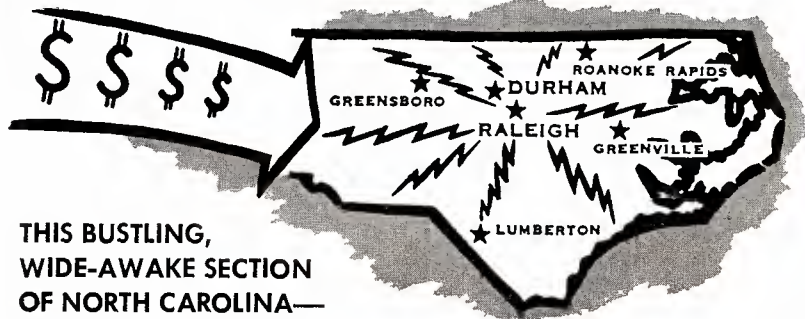 $ $ $ $
ROANOKE RAPIDS
DURHAM
GREENSBORO
RALEIGH
GREENVILLE
LUMBERTON
THIS BUSTLING,
WIDE-AWAKE SECTION
OF NORTH CAROLINA—